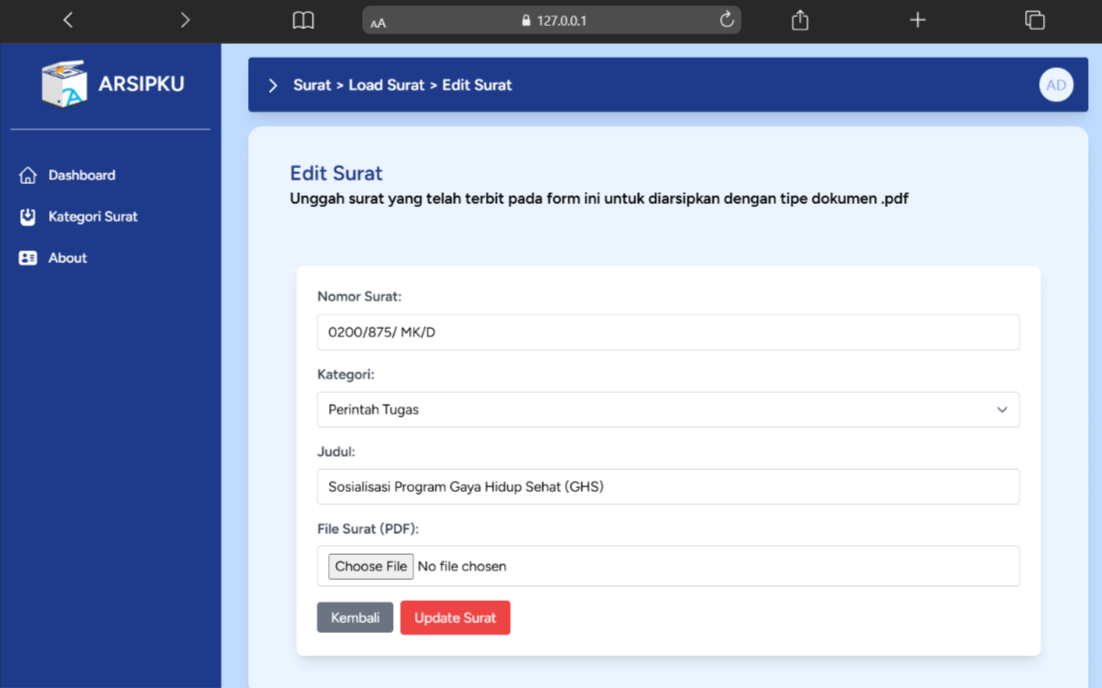 AA 127.0.0.1
ARSIPKU
Surat > Load Surat > Edit Surat
AD
Dashboard
Kategori Surat
About
Edit Surat
Unggah surat yang telah terbit pada form ini untuk diarsipkan dengan tipe dokumen .pdf
Nomor Surat:
0200/875/ MK/D
Kategori:
Perintah Tugas
Judul:
Sosialisasi Program Gaya Hidup Sehat (GHS)
File Surat (PDF):
Choose File No file chosen
Kembali Update Surat